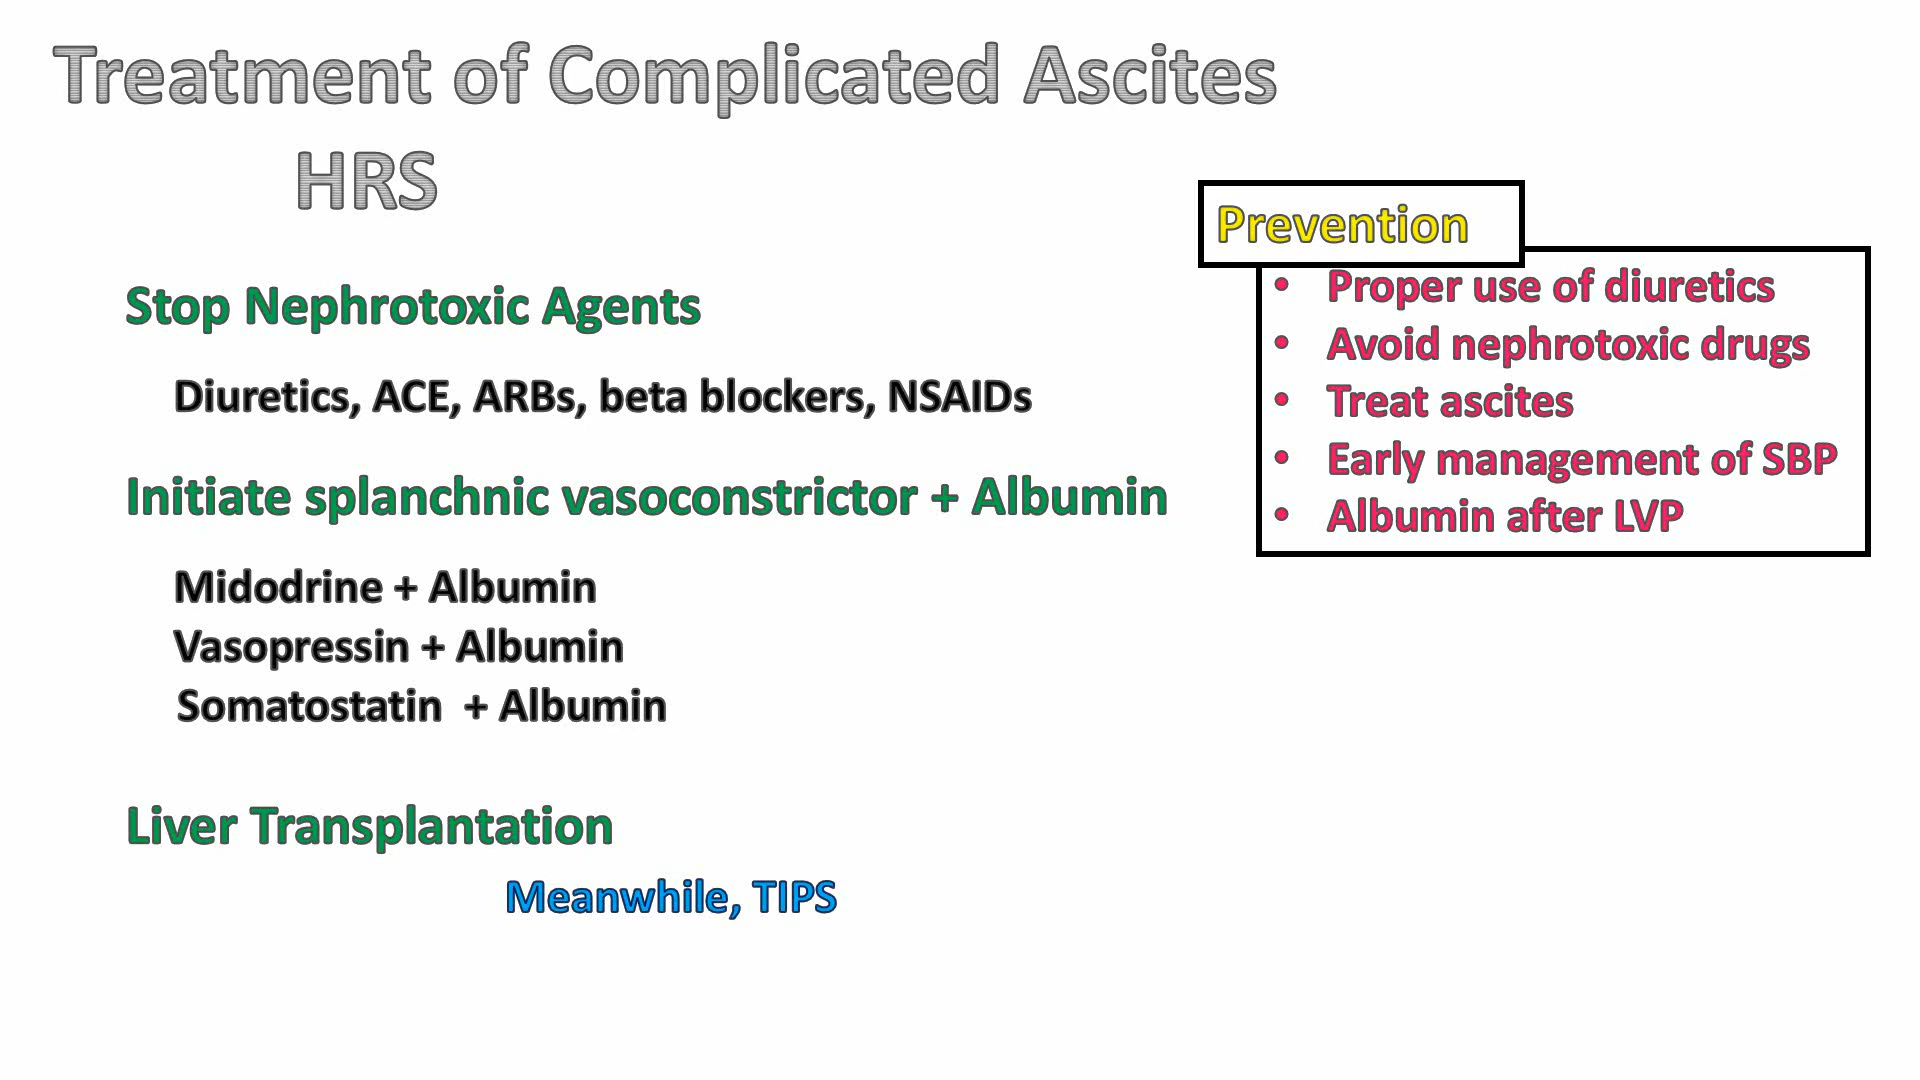 Treatment of Complicated Ascites
HRS
Stop Nephrotoxic Agents
Diuretics, ACE, ARBs, beta blockers, NSAIDs
Initiate splanchnic vasoconstrictor + Albumin
Midodrine + Albumin
Vasopressin + Albumin
Somatostatin + Albumin
Liver Transplantation
Meanwhile, TIPS
Prevention
• Proper use of diuretics
• Avoid nephrotoxic drugs
• Treat ascites
• Early management of SBP
• Albumin after LVP